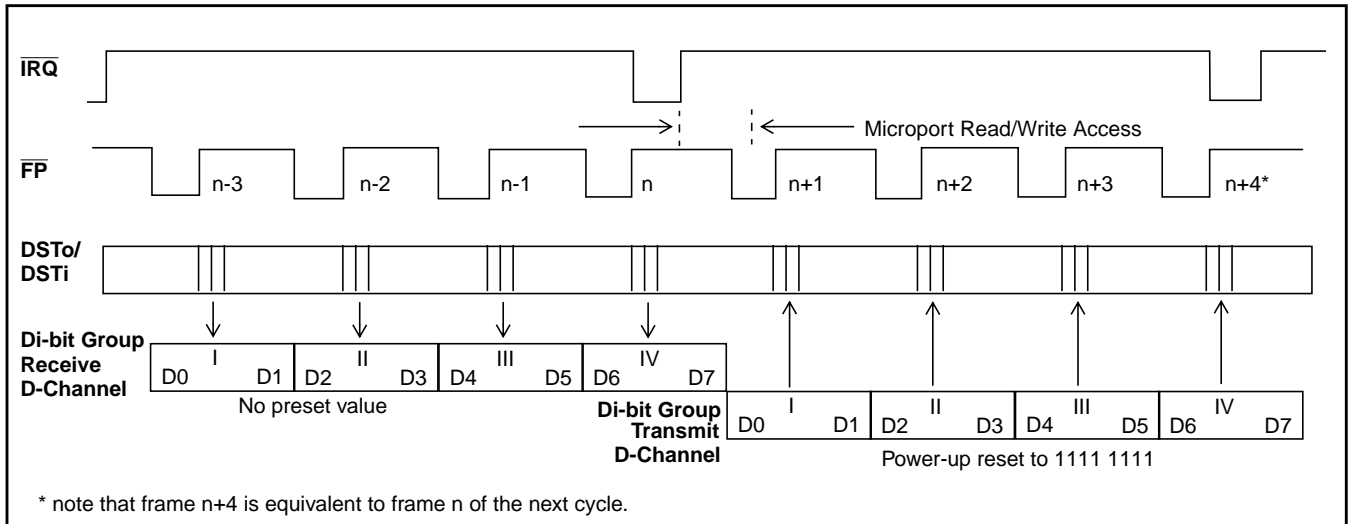 IRQ
Microport Read/Write Access
FP
n-3 n-2 n-1 n n+1 n+2 n+3 n+4*
DSTo/
DSTi
Di-bit Group
Receive
D-Channel
I II III IV
D0 D1 D2 D3 D4 D5 D6 D7
No preset value
Di-bit Group
Transmit
D-Channel
I II III IV
D0 D1 D2 D3 D4 D5 D6 D7
Power-up reset to 1111 1111
* note that frame n+4 is equivalent to frame n of the next cycle.